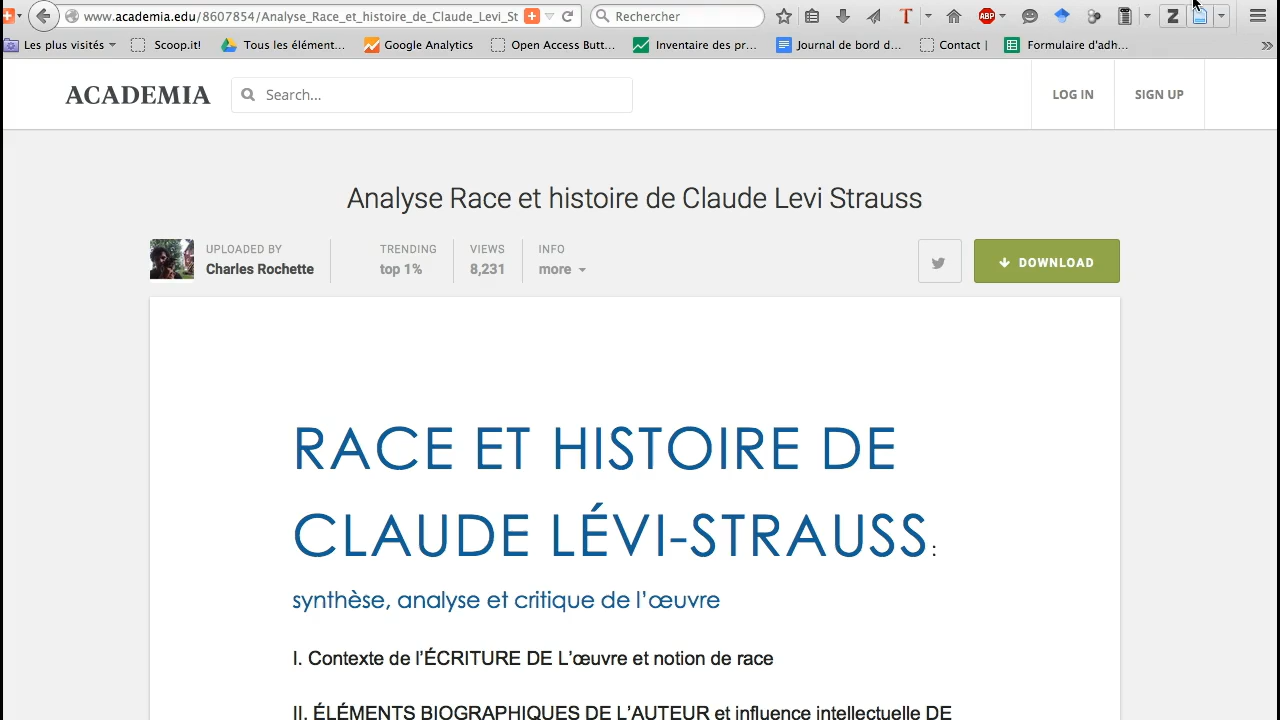 www.academia.edu/8607854/Analyse_Race_et_histoire_de_Claude_Levi_St
Rechercher
T
ABP
Z
Les plus visités
Scoop.it!
Tous les élément...
Google Analytics
Open Access Butt...
Inventaire des pr...
Journal de bord d...
Contact |
Formulaire d'adh...
ACADEMIA
Search...
LOG IN
SIGN UP
Analyse Race et histoire de Claude Levi Strauss
UPLOADED BY
Charles Rochette
TRENDING
top 1%
VIEWS
8,231
INFO
more
DOWNLOAD
RACE ET HISTOIRE DE
CLAUDE LÉVI-STRAUSS :
synthèse, analyse et critique de l'œuvre
I. Contexte de l'ÉCRITURE DE L'œuvre et notion de race
II. ÉLÉMENTS BIOGRAPHIQUES DE L'AUTEUR et influence intellectuelle DE